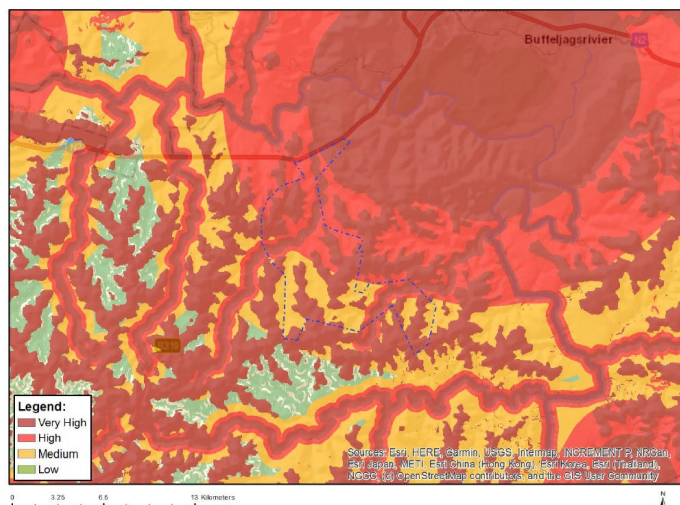 Buffeljagsrivier
N2
Legend:
Very High
High
Medium
Low
Sources: Esri, HERE, Garmin, USGS, Intermap, INCREMENT P, NRCan,
Esri Japan, METI, Esri China (Hong Kong), Esri Korea, Esri (Thailand),
NGCC, (c) OpenStreetMap contributors, and the GIS User Community
0 3.25 6.5 13 Kilometers
N